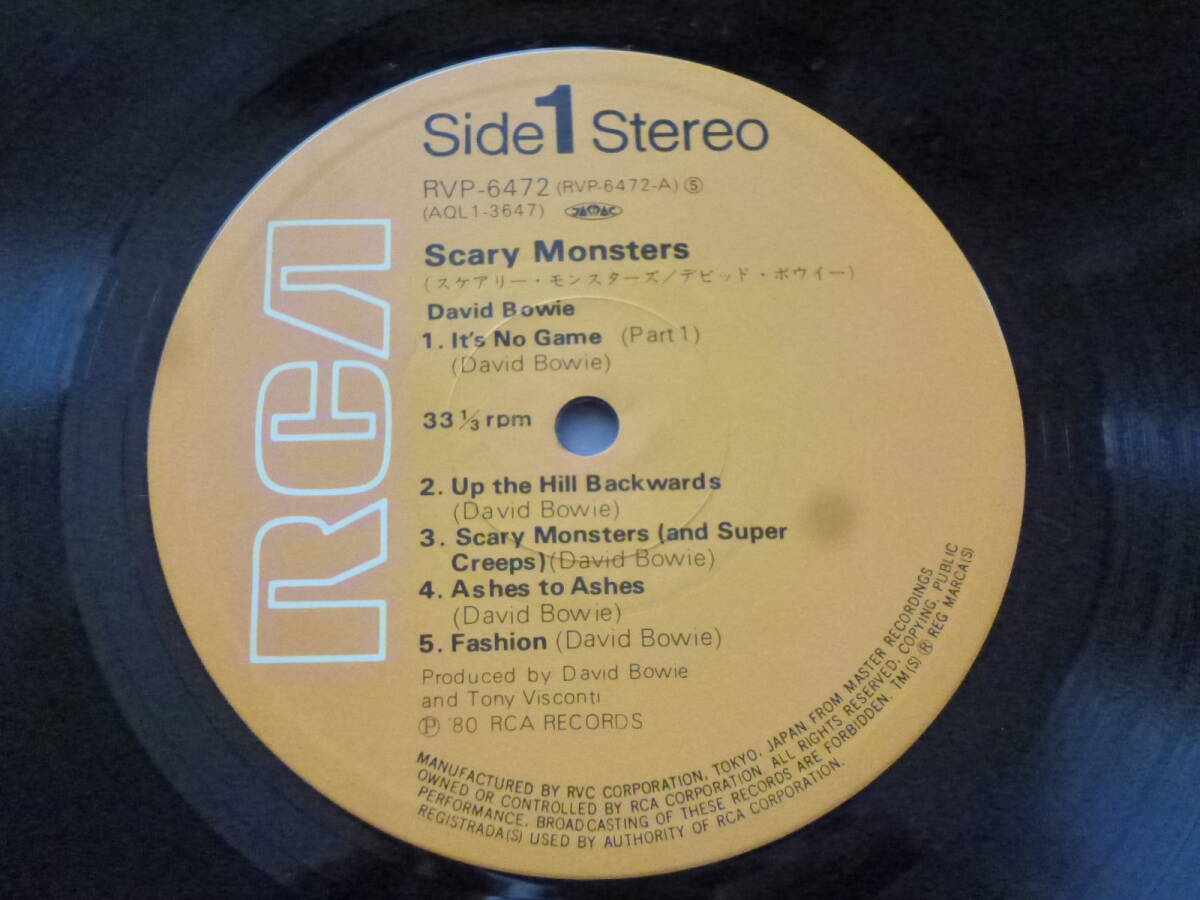 Side 1 Stereo
RVP-6472 (RVP-6472-A) ⑤
(AQL1-3647) JASRAC
Scary Monsters
(スケアリー・モンスターズ/デビッド・ボウイー)
David Bowie
1. It's No Game (Part 1)
(David Bowie)
33 1/3 rpm
2. Up the Hill Backwards
(David Bowie)
3. Scary Monsters (and Super
Creeps) (David Bowie)
4. Ashes to Ashes
(David Bowie)
5. Fashion (David Bowie)
Produced by David Bowie
and Tony Visconti
℗ '80 RCA RECORDS
MANUFACTURED BY RVC CORPORATION, TOKYO, JAPAN FROM MASTER RECORDINGS
OWNED OR CONTROLLED BY RCA CORPORATION. ALL RIGHTS RESERVED. COPYING, PUBLIC
PERFORMANCE, BROADCASTING OF THESE RECORDS ARE FORBIDDEN. TM(S) ® REG MARCA(S)
REGISTRADA(S) USED BY AUTHORITY OF RCA CORPORATION.
RCA